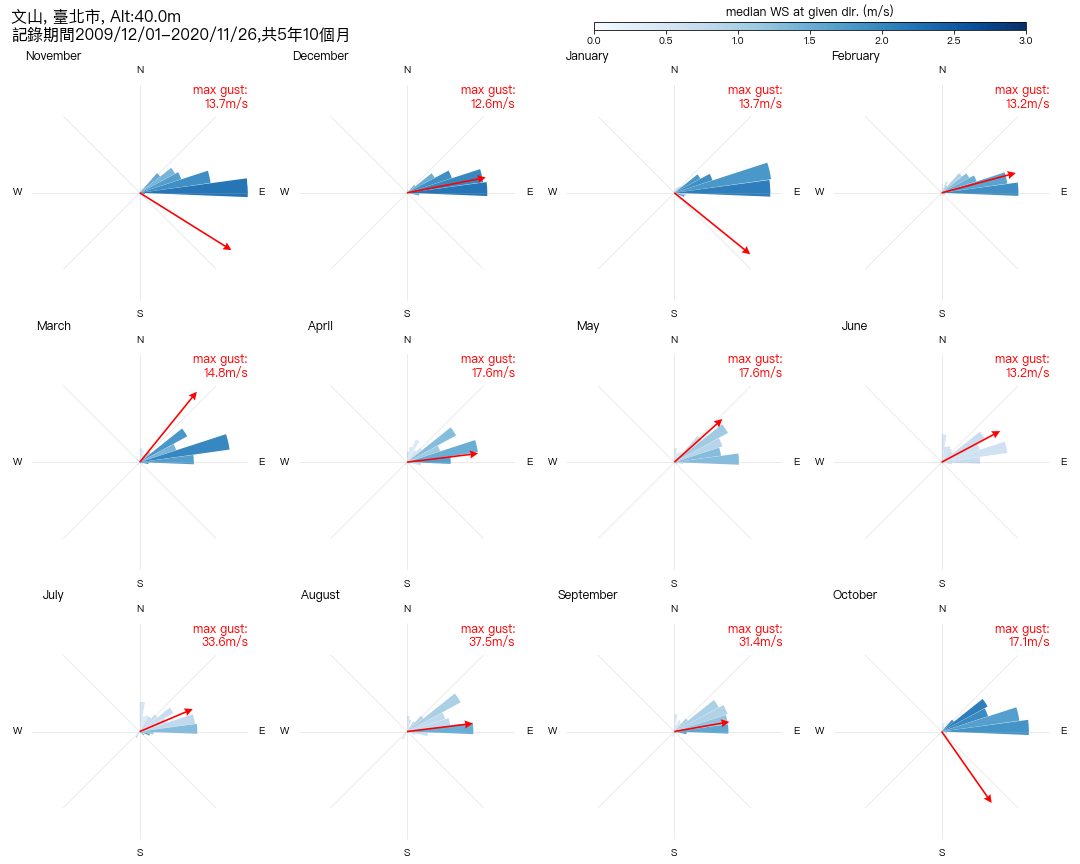 文山, 臺北市, Alt:40.0m
記錄期間2009/12/01−2020/11/26,共5年10個月
median WS at given dir. (m/s)
0.0 0.5 1.0 1.5 2.0 2.5 3.0
November December January February
N N N N
max gust: max gust: max gust: max gust:
13.7m/s 12.6m/s 13.7m/s 13.2m/s
W E W E W E W E
S S S S
March April May June
N N N N
max gust: max gust: max gust: max gust:
14.8m/s 17.6m/s 17.6m/s 13.2m/s
W E W E W E W E
S S S S
July August September October
N N N N
max gust: max gust: max gust: max gust:
33.6m/s 37.5m/s 31.4m/s 17.1m/s
W E W E W E W E
S S S S